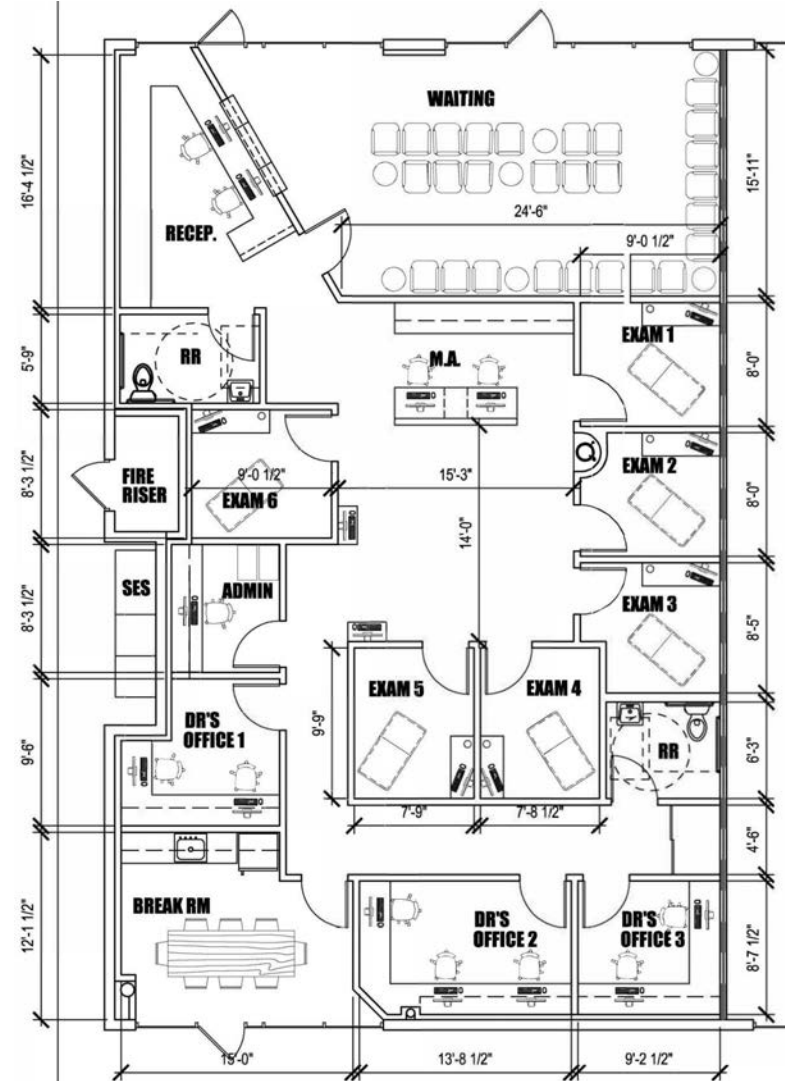 WAITING
16'-4 1/2"
15'-11"
24'-6"
RECEP.
9'-0 1/2"
EXAM 1
RR
M.A.
5'-9"
8'-0"
EXAM 2
FIRE
RISER
9'-0 1/2"
15'-3"
EXAM 6
8'-3 1/2"
8'-0"
14'-0"
SES
ADMIN
EXAM 3
8'-3 1/2"
8'-5"
EXAM 5
EXAM 4
DR'S
OFFICE 1
9'-9"
RR
9'-6"
6'-3"
7'-9"
7'-8 1/2"
4'-6"
BREAK RM
DR'S
OFFICE 2
DR'S
OFFICE 3
12'-1 1/2"
8'-7 1/2"
15'-0"
13'-8 1/2"
9'-2 1/2"